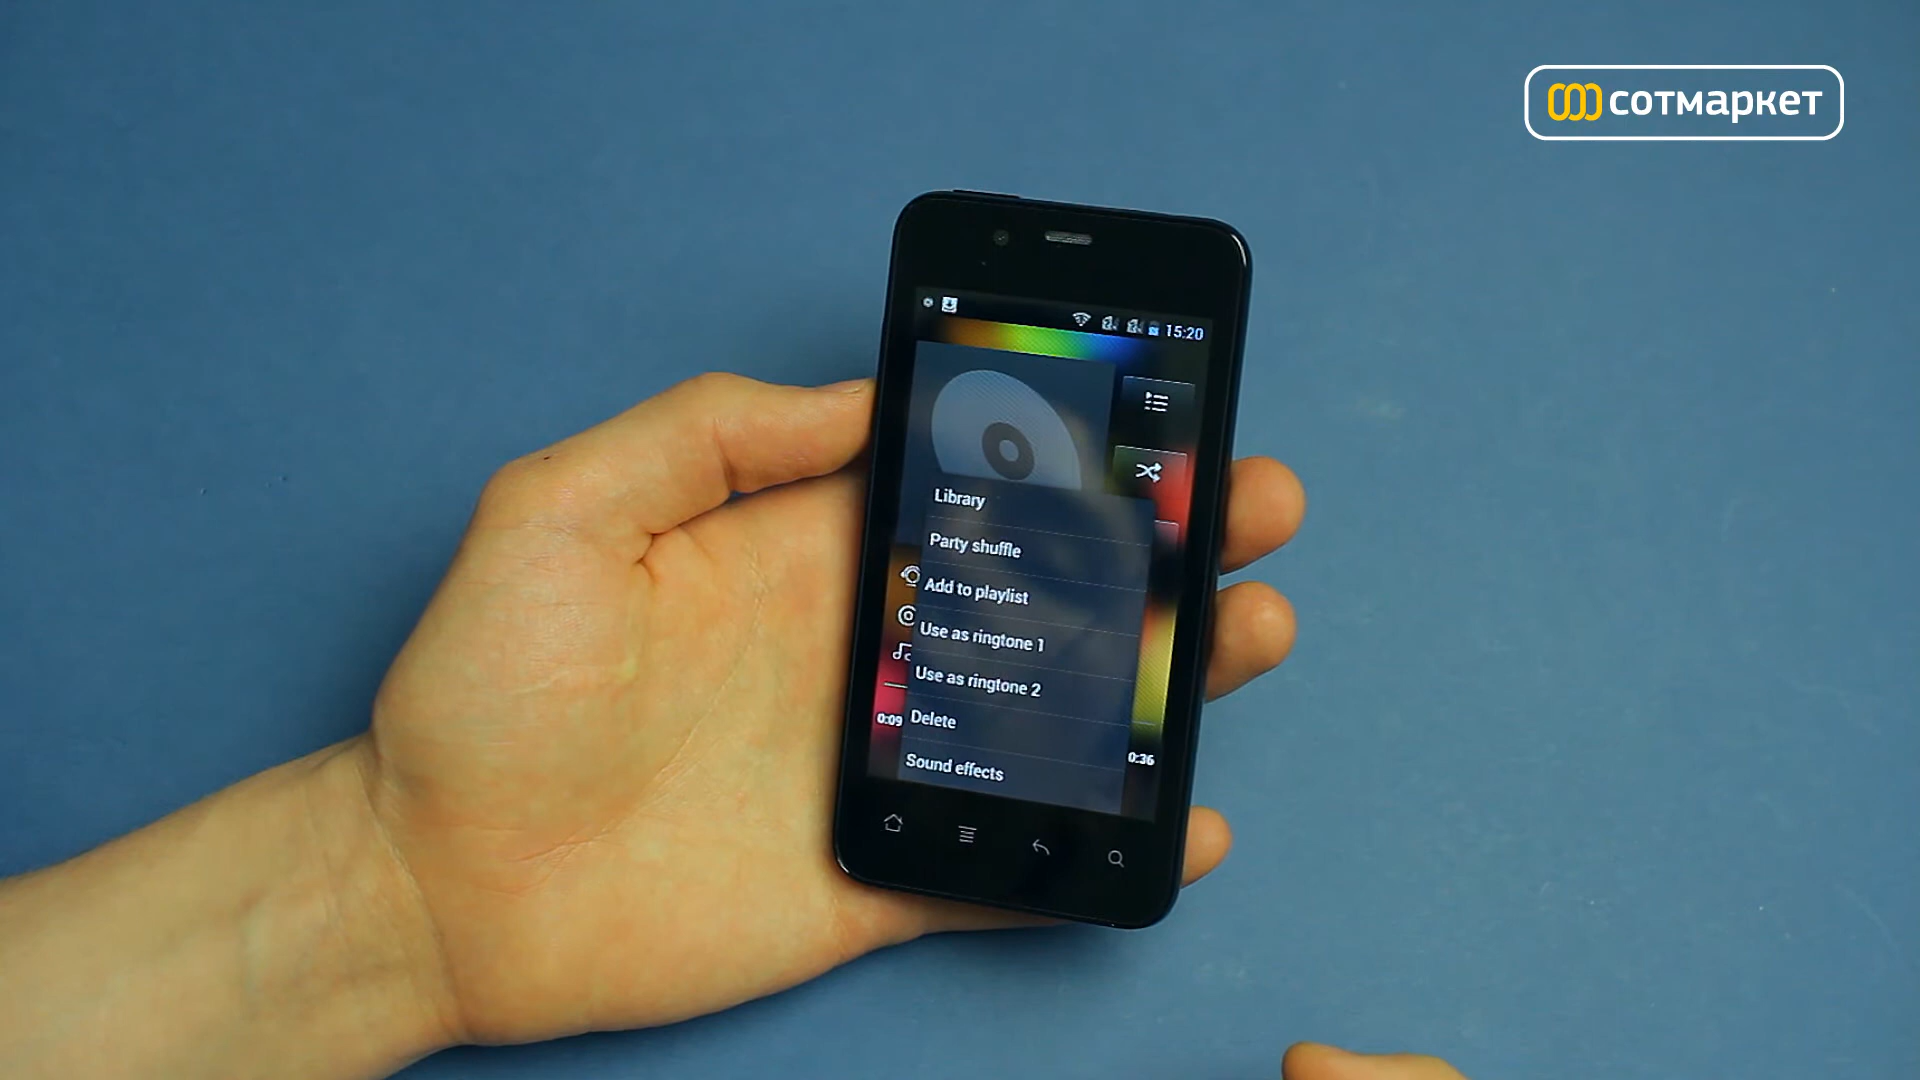 сотмаркет
15:20
Library
Party shuffle
Add to playlist
Use as ringtone 1
Use as ringtone 2
Delete
0:09
Sound effects
0:36